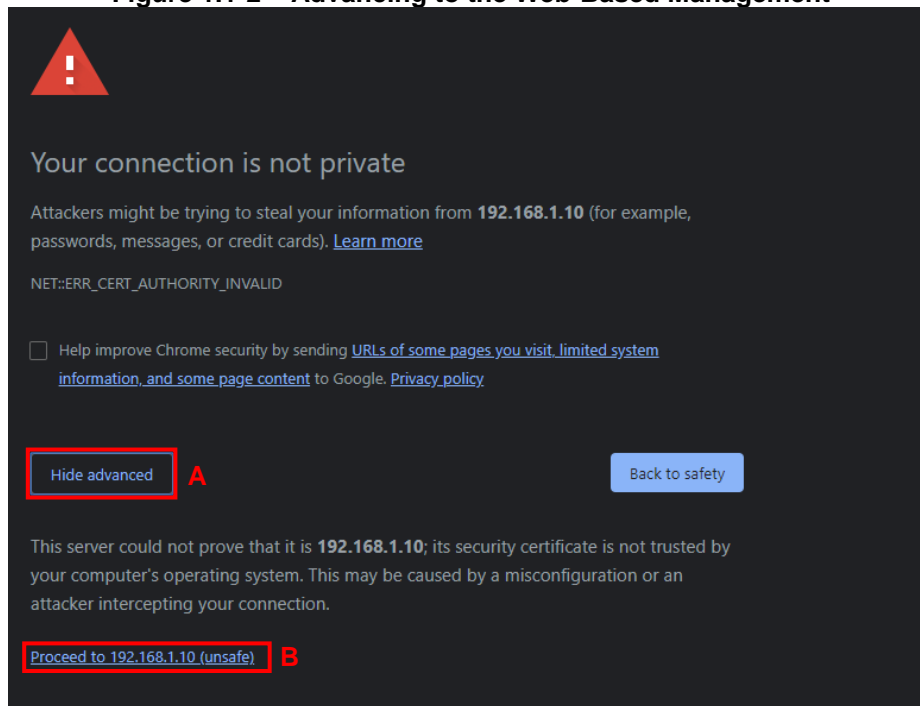 Your connection is not private
Attackers might be trying to steal your information from 192.168.1.10 (for example,
passwords, messages, or credit cards). Learn more
NET::ERR_CERT_AUTHORITY_INVALID
Help improve Chrome security by sending URLs of some pages you visit, limited system
information, and some page content to Google. Privacy policy
Hide advanced A Back to safety
This server could not prove that it is 192.168.1.10; its security certificate is not trusted by
your computer's operating system. This may be caused by a misconfiguration or an
attacker intercepting your connection.
Proceed to 192.168.1.10 (unsafe) B